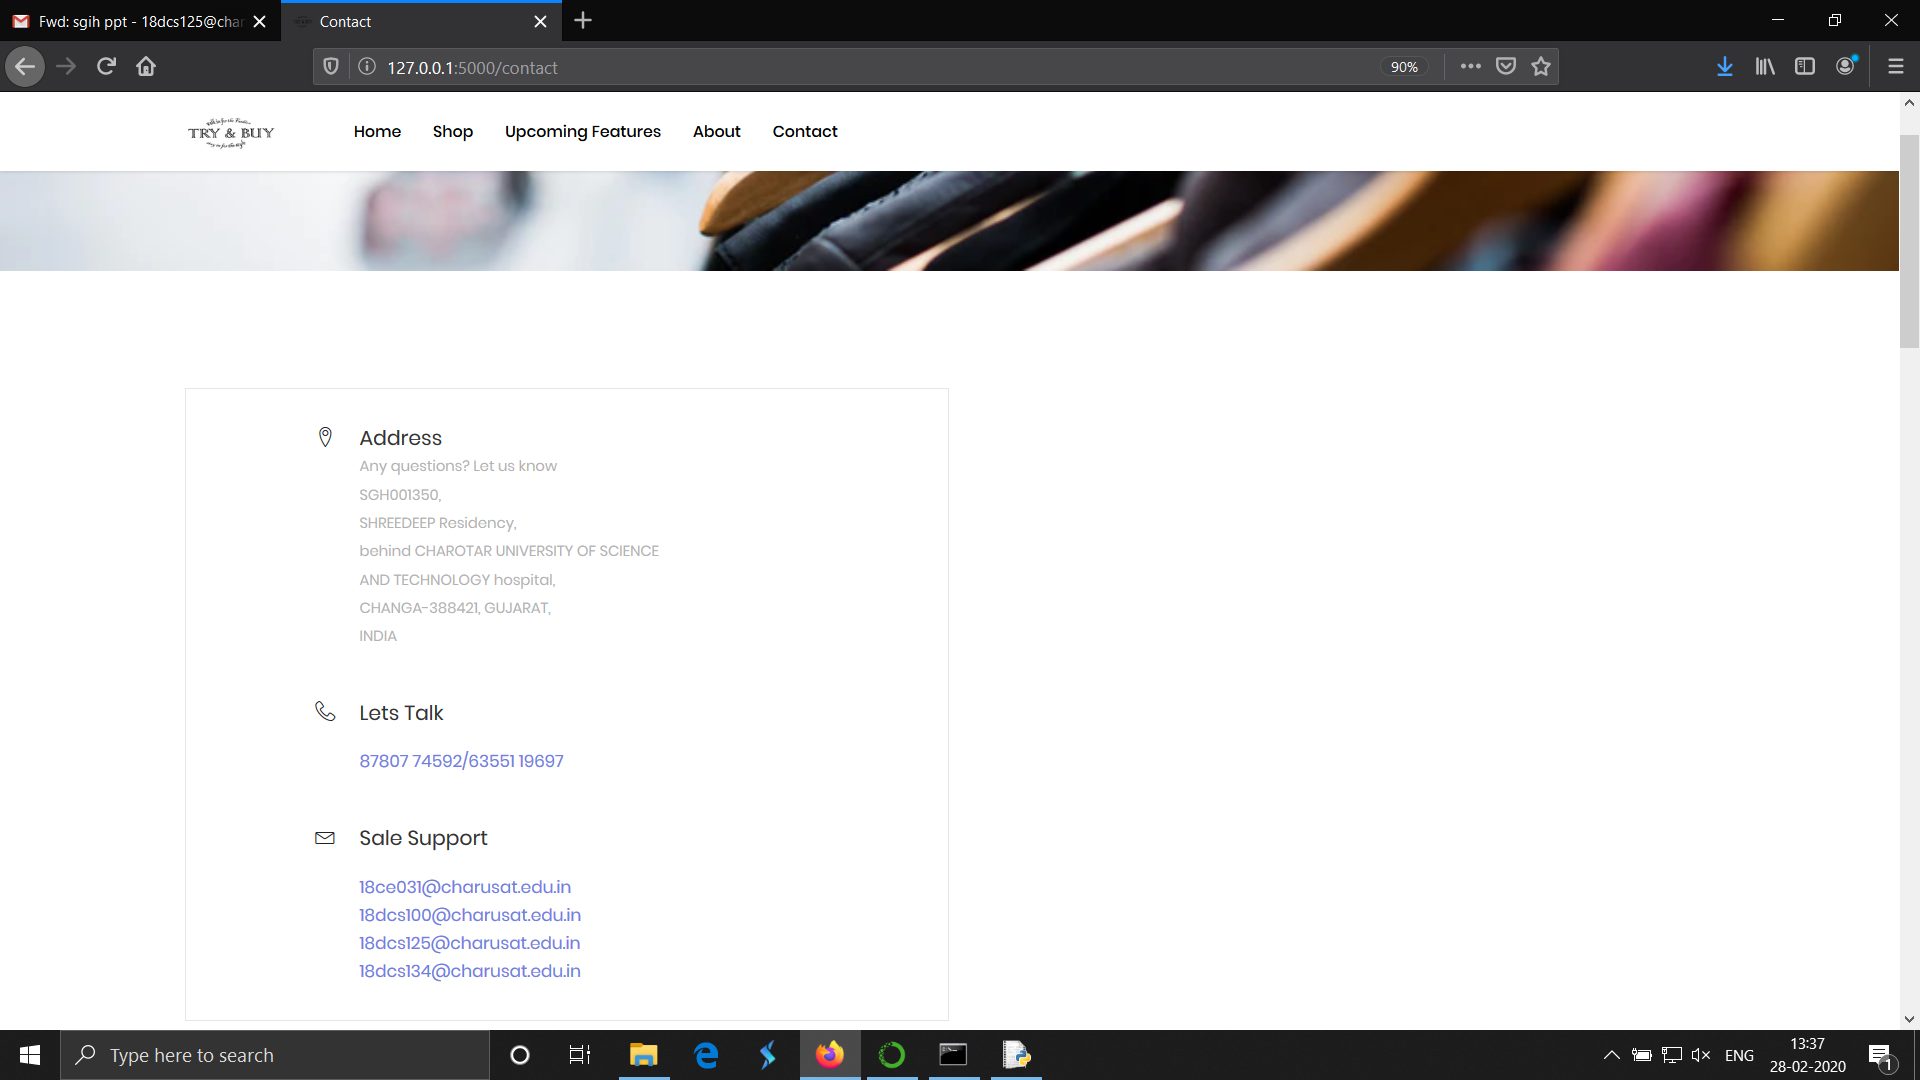 Fwd: sgih ppt - 18dcs125@char
Contact
127.0.0.1:5000/contact
90%
TRY & BUY
Home
Shop
Upcoming Features
About
Contact
Address
Any questions? Let us know
SGH001350,
SHREEDEEP Residency,
behind CHAROTAR UNIVERSITY OF SCIENCE
AND TECHNOLOGY hospital,
CHANGA-388421, GUJARAT,
INDIA
Lets Talk
87807 74592/63551 19697
Sale Support
18ce031@charusat.edu.in
18dcs100@charusat.edu.in
18dcs125@charusat.edu.in
18dcs134@charusat.edu.in
Type here to search
ENG
13:37
28-02-2020
1